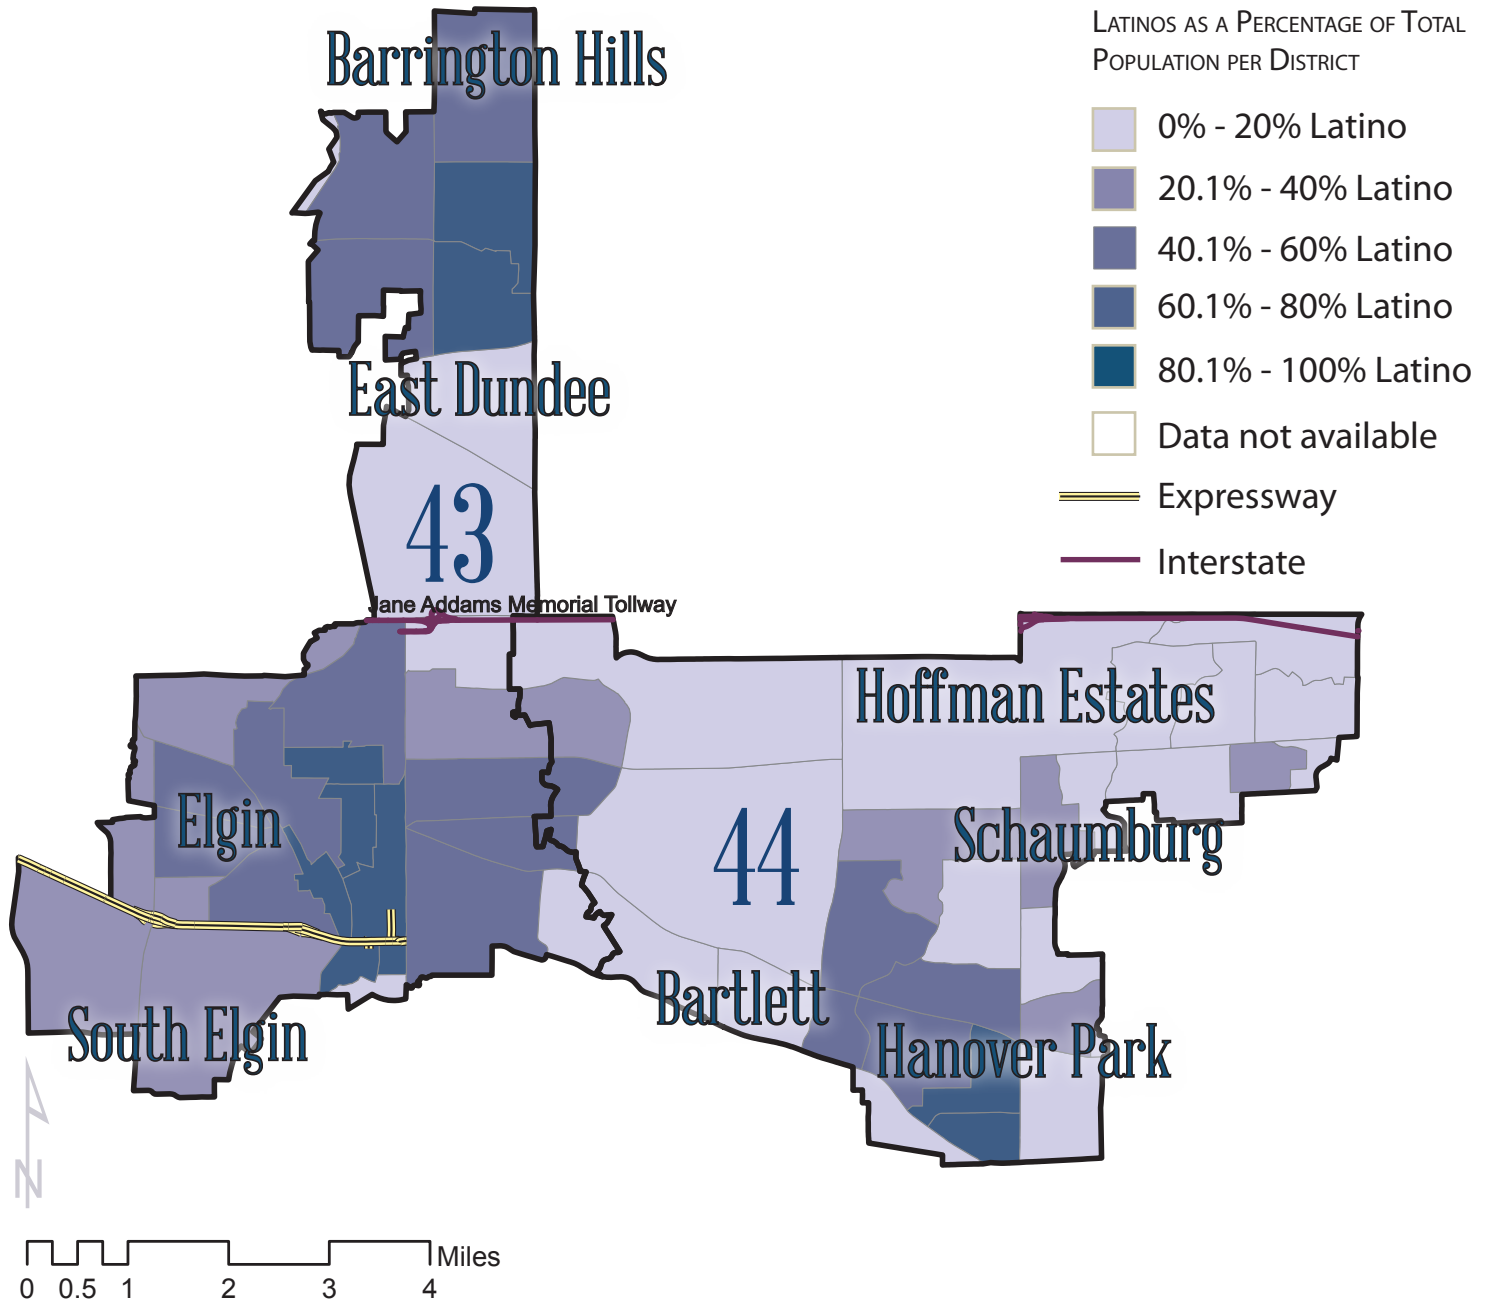 LATINOS AS A PERCENTAGE OF TOTAL
POPULATION PER DISTRICT
0% - 20% Latino
20.1% - 40% Latino
40.1% - 60% Latino
60.1% - 80% Latino
80.1% - 100% Latino
Data not available
Expressway
Interstate
Barrington Hills
East Dundee
43
Jane Addams Memorial Tollway
Hoffman Estates
Elgin
44
Schaumburg
Bartlett
South Elgin
Hanover Park
N
Miles
0 0.5 1 2 3 4